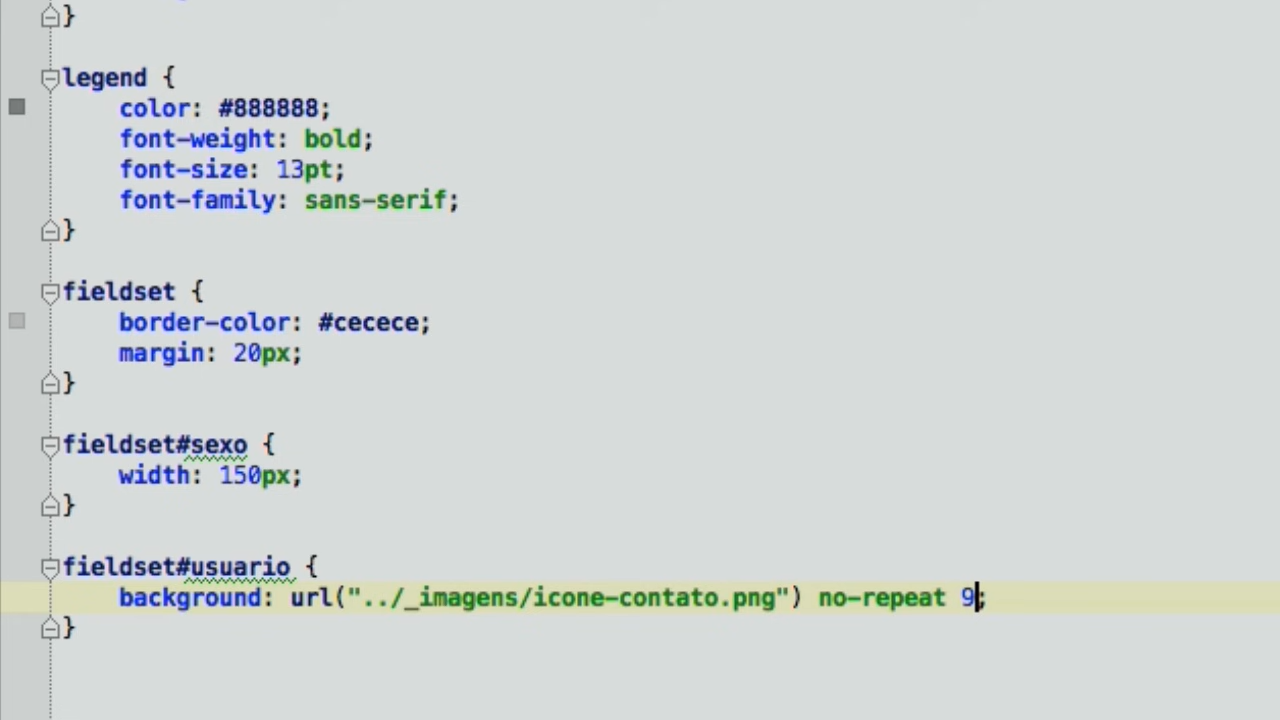 }
legend {
color: #888888;
font-weight: bold;
font-size: 13pt;
font-family: sans-serif;
}
fieldset {
border-color: #cecece;
margin: 20px;
}
fieldset#sexo {
width: 150px;
}
fieldset#usuario {
background: url("../_imagens/icone-contato.png") no-repeat 9;
}